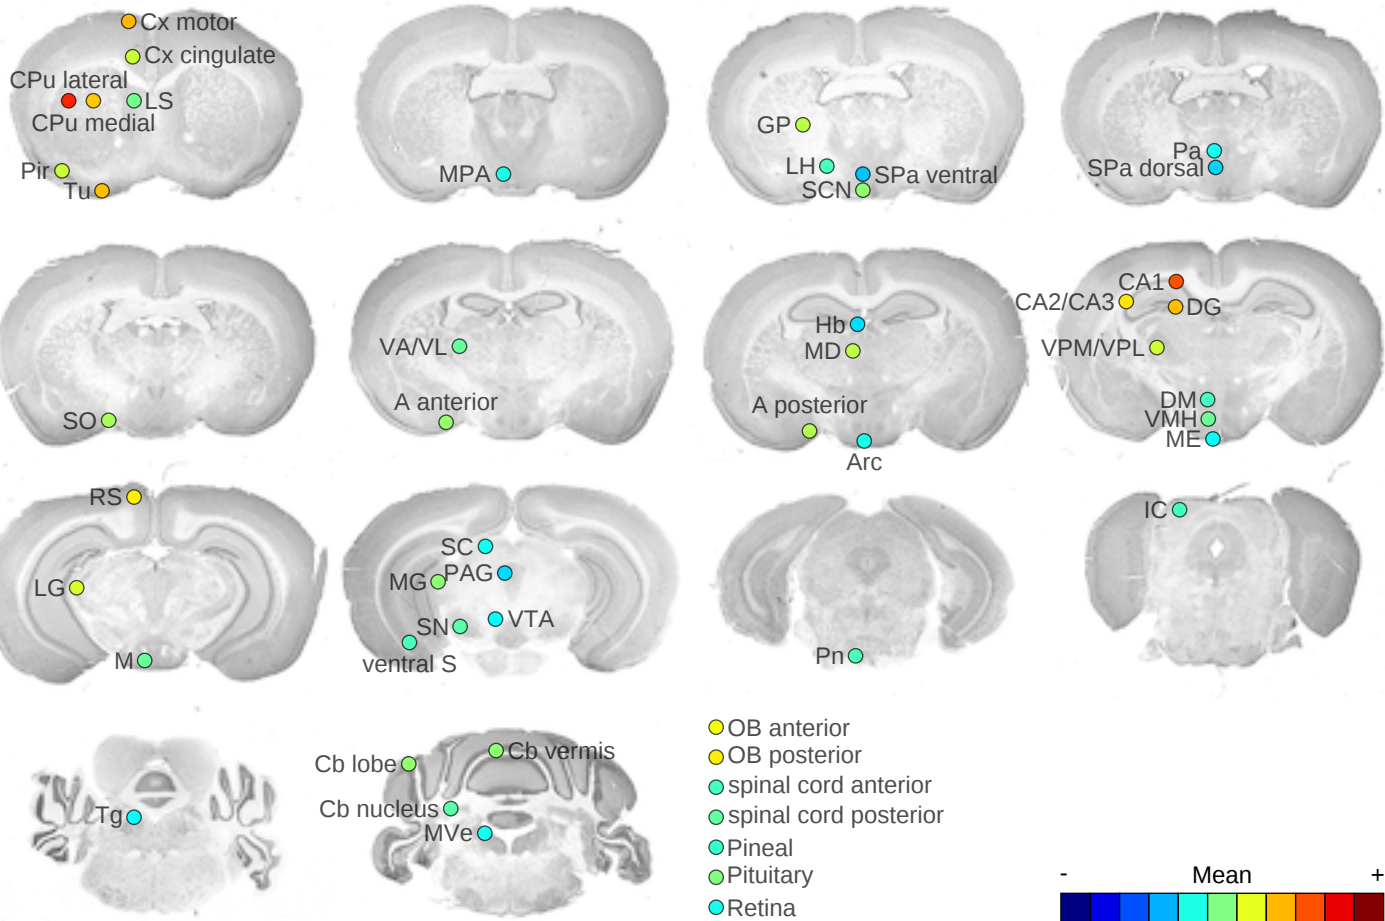 Cx motor
Cx cingulate
CPu lateral
LS
CPu medial
Pir
Tu
MPA
GP
LH
SPa ventral
SCN
Pa
SPa dorsal
SO
VA/VL
A anterior
Hb
MD
A posterior
Arc
CA1
CA2/CA3
DG
VPM/VPL
DM
VMH
ME
RS
LG
M
SC
MG
PAG
SN
VTA
ventral S
Pn
IC
Tg
Cb lobe
Cb vermis
Cb nucleus
MVe
OB anterior
OB posterior
spinal cord anterior
spinal cord posterior
Pineal
Pituitary
Retina
- Mean +